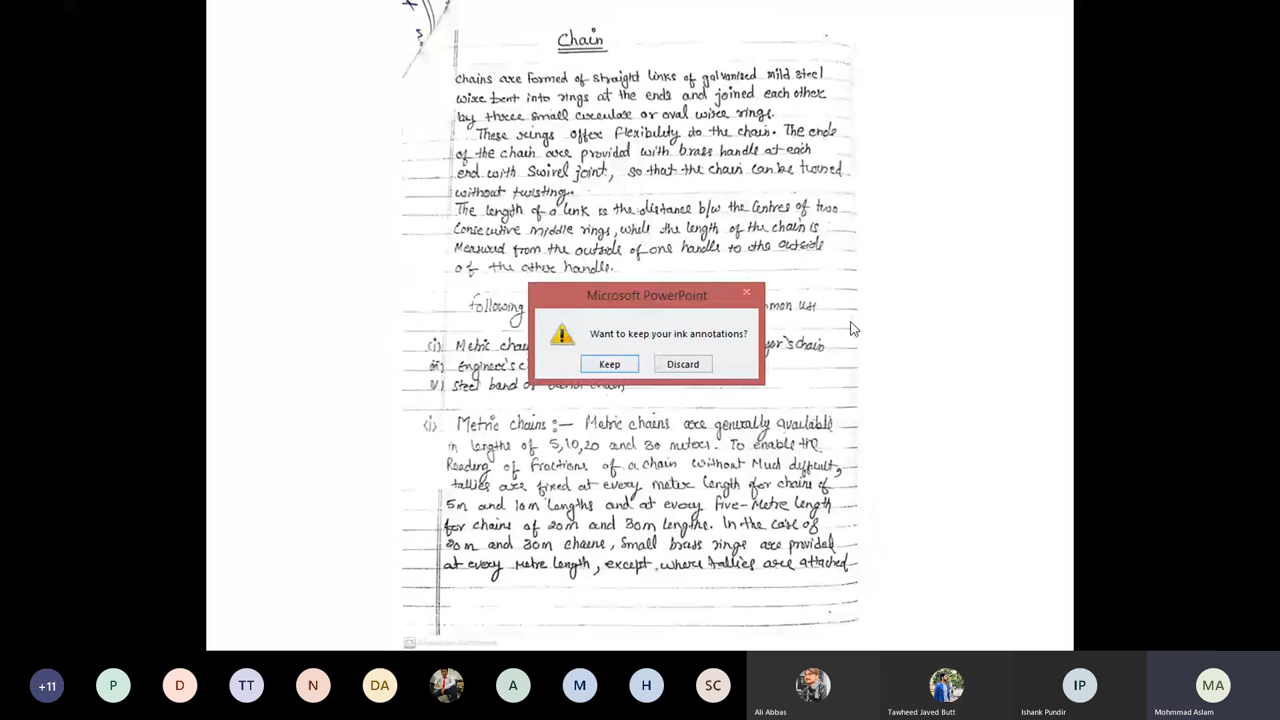 Chain
chains are formed of straight links of galvanised mild steel
wire bent into rings at the ends and joined each other
by three small circular or oval wire rings.
These rings offer flexibility to the chain. The ends
of the chain are provided with brass handle at each
end with Swivel joint, so that the chain can be turned
without twisting.
The length of a link is the distance b/w the centres of two
Consecutive middle rings, while the length of the chain is
Measured from the outside of one handle to the outside
of the other handle.
following
(i) Metric
Engineer's
Steel band
Microsoft PowerPoint
Want to keep your ink annotations?
Keep Discard
(i) Metric chains :— Metric chains are generally available
in lengths of 5, 10, 20 and 30 meters. To enable the
Reading of Fractions of a chain without Much difficult,
tallies are fixed at every meter length for chains of
5m and 10m lengths and at every five-Metre length
for chains of 20m and 30m lengths. In the case of
20m and 30m chains, Small brass rings are provided
at every Metre length, except where tallies are attached
+11 P D TT N DA A M H SC IP MA
Ali Abbas Tawheed Javed Butt Ishank Pundir Mohmmad Aslam